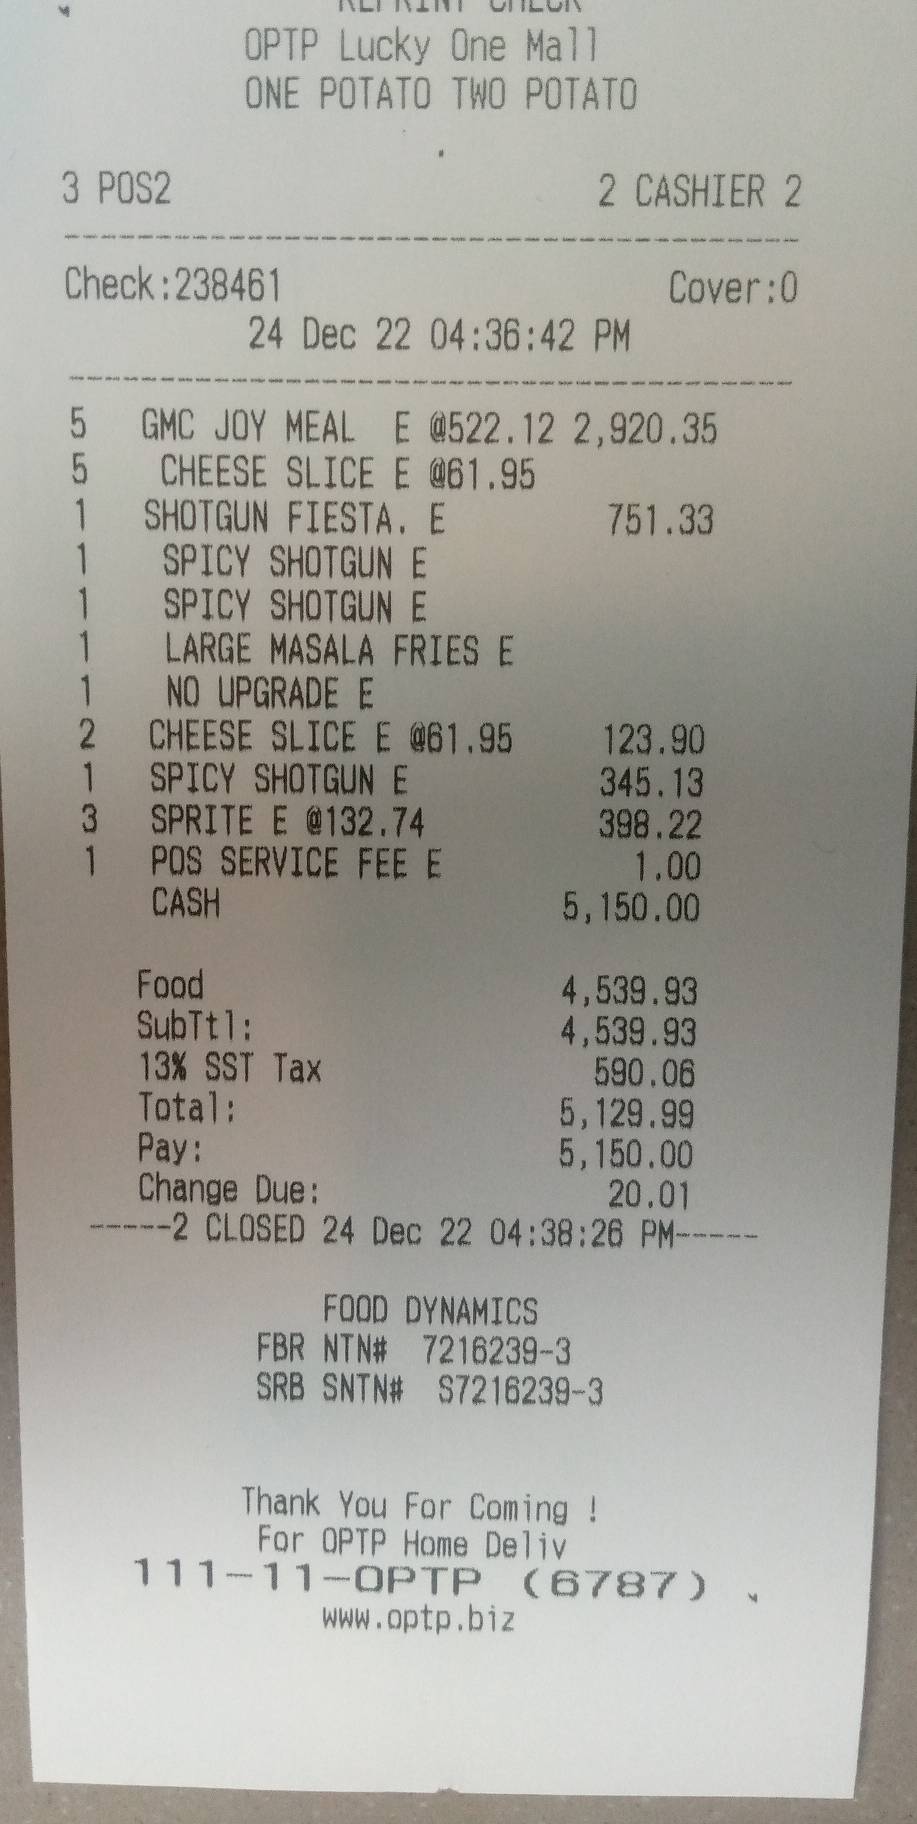 REPRINT CHECK
OPTP Lucky One Mall
ONE POTATO TWO POTATO
3 POS2 2 CASHIER 2
Check:238461 Cover:0
24 Dec 22 04:36:42 PM
5 GMC JOY MEAL E @522.12 2,920.35
5 CHEESE SLICE E @61.95
1 SHOTGUN FIESTA. E 751.33
1 SPICY SHOTGUN E
1 SPICY SHOTGUN E
1 LARGE MASALA FRIES E
1 NO UPGRADE E
2 CHEESE SLICE E @61.95 123.90
1 SPICY SHOTGUN E 345.13
3 SPRITE E @132.74 398.22
1 POS SERVICE FEE E 1.00
CASH 5,150.00
Food 4,539.93
SubTtl: 4,539.93
13% SST Tax 590.06
Total: 5,129.99
Pay: 5,150.00
Change Due: 20.01
-----2 CLOSED 24 Dec 22 04:38:26 PM-----
FOOD DYNAMICS
FBR NTN# 7216239-3
SRB SNTN# S7216239-3
Thank You For Coming !
For OPTP Home Deliv
111-11-OPTP (6787)
www.optp.biz